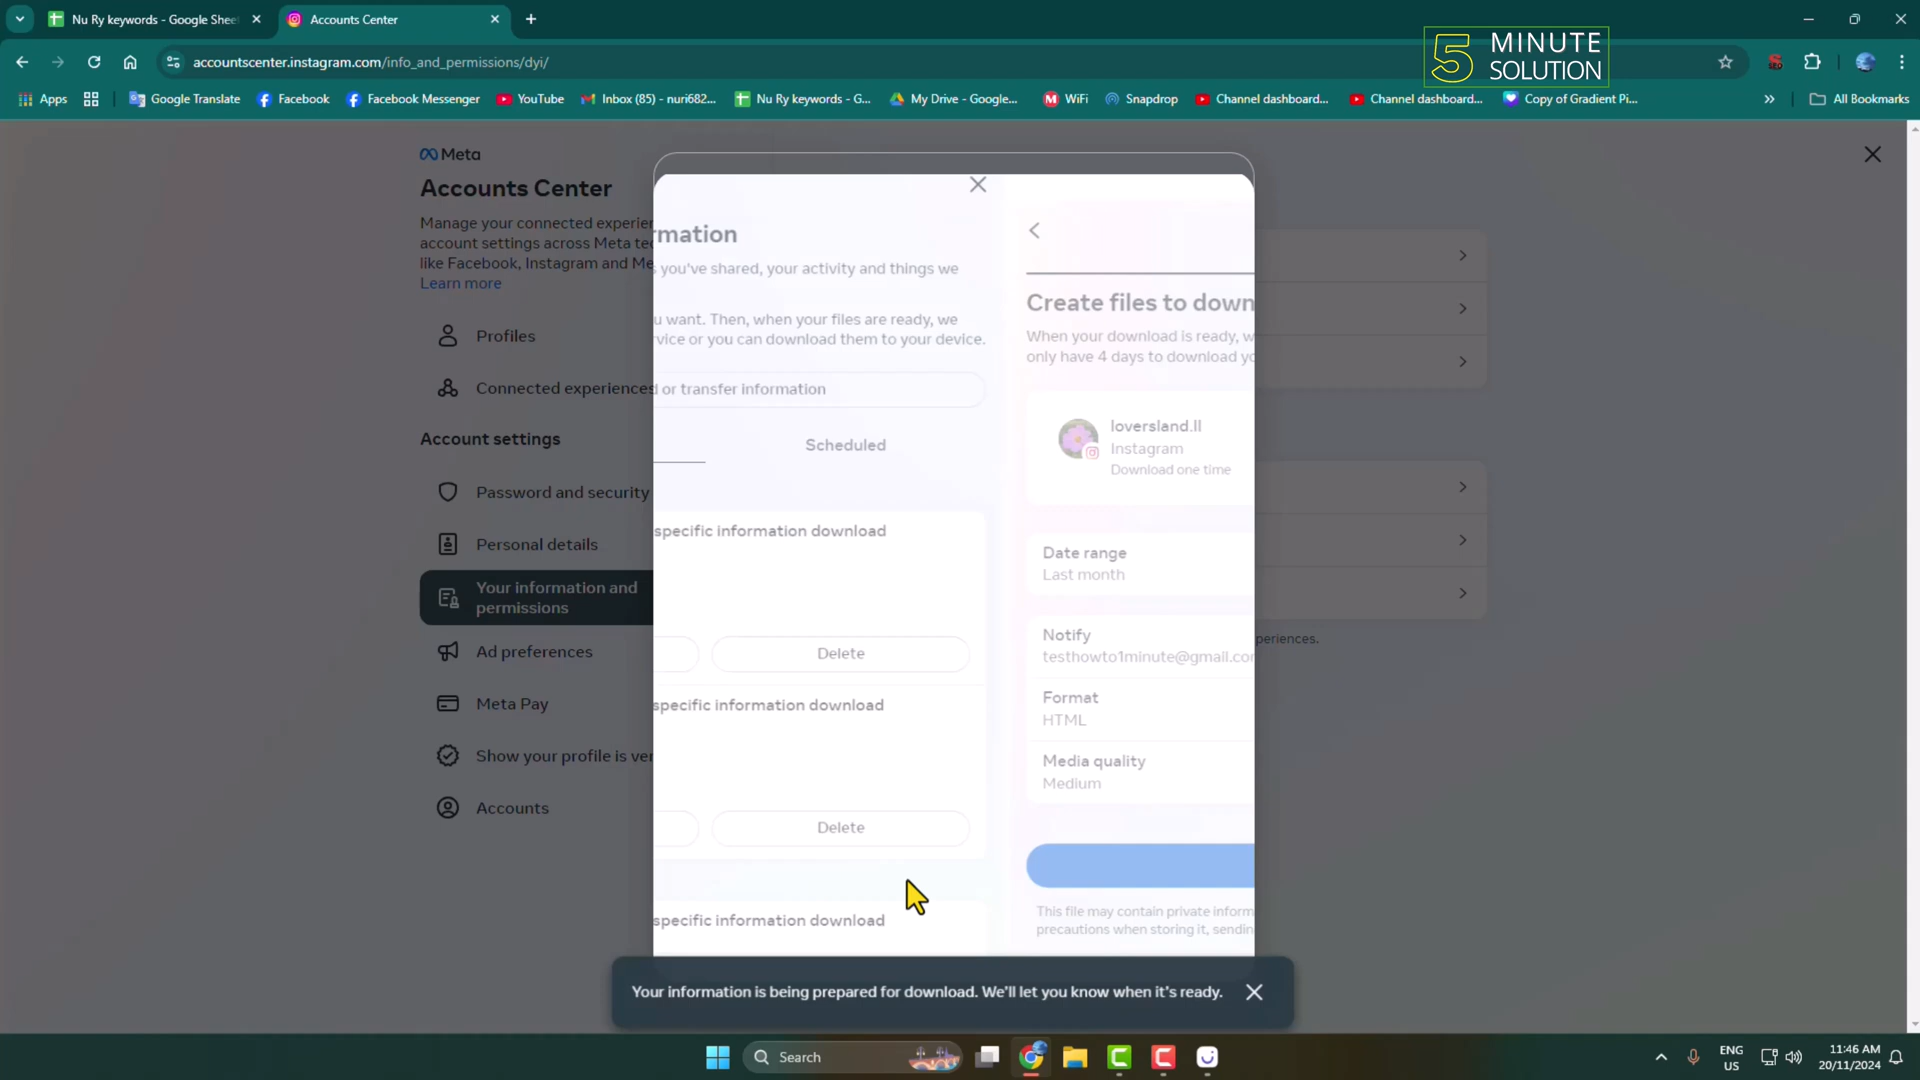 Nu Ry keywords - Google Shee
Accounts Center
accountscenter.instagram.com/info_and_permissions/dyi/
5 MINUTE
SOLUTION
Apps
Google Translate
Facebook
Facebook Messenger
YouTube
Inbox (85) - nuri682...
Nu Ry keywords - G...
My Drive - Google...
WiFi
Snapdrop
Channel dashboard...
Channel dashboard...
Copy of Gradient Pi...
All Bookmarks
Meta
Accounts Center
Manage your connected experien
account settings across Meta tec
like Facebook, Instagram and Me
Learn more
Profiles
Connected experiences
Account settings
Password and security
Personal details
Your information and
permissions
Ad preferences
Meta Pay
Show your profile is ver
Accounts
rmation
you've shared, your activity and things we
u want. Then, when your files are ready, we
vice or you can download them to your device.
or transfer information
Scheduled
specific information download
Delete
specific information download
Delete
specific information download
Create files to down
When your download is ready, w
only have 4 days to download yo
loversland.ll
Instagram
Download one time
Date range
Last month
Notify
testhowto1minute@gmail.com
Format
HTML
Media quality
Medium
This file may contain private inform
precautions when storing it, sendin
periences.
Your information is being prepared for download. We'll let you know when it's ready.
Search
ENG
US
11:46 AM
20/11/2024